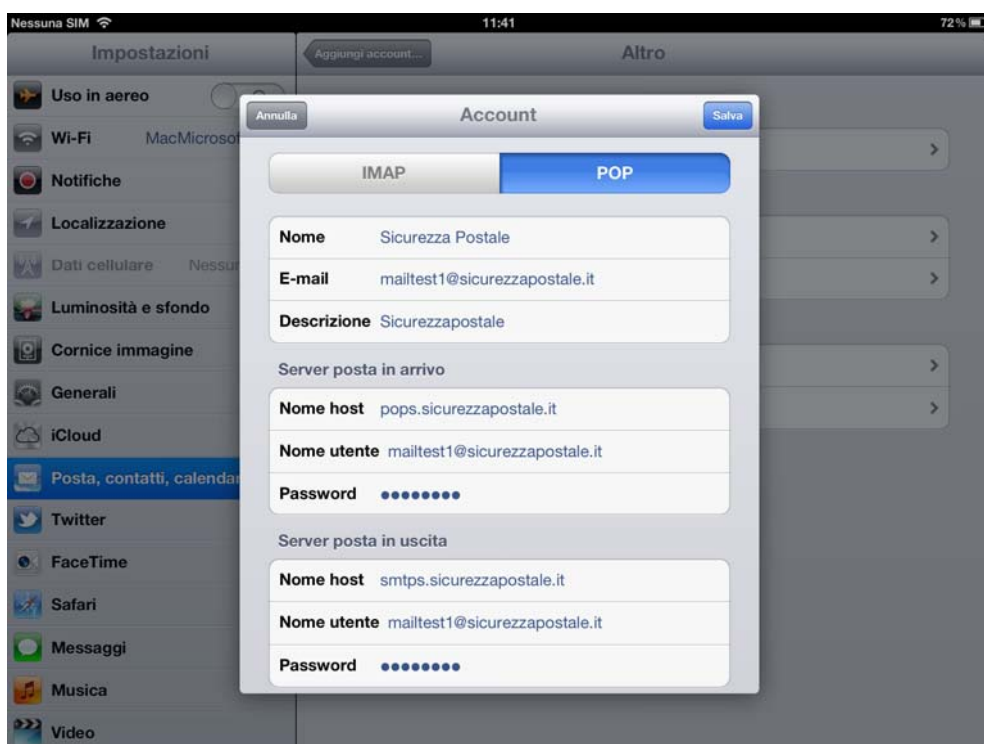 Nessuna SIM 11:41 72%
Impostazioni
Aggiungi account... Altro
Uso in aereo
Wi-Fi MacMicrosof
Notifiche
Localizzazione
Dati cellulare Nessun
Luminosità e sfondo
Cornice immagine
Generali
iCloud
Posta, contatti, calendar
Twitter
FaceTime
Safari
Messaggi
Musica
Video
Annulla Account Salva
IMAP POP
Nome Sicurezza Postale
E-mail mailtest1@sicurezzapostale.it
Descrizione Sicurezzapostale
Server posta in arrivo
Nome host pops.sicurezzapostale.it
Nome utente mailtest1@sicurezzapostale.it
Password ●●●●●●●●
Server posta in uscita
Nome host smtps.sicurezzapostale.it
Nome utente mailtest1@sicurezzapostale.it
Password ●●●●●●●●